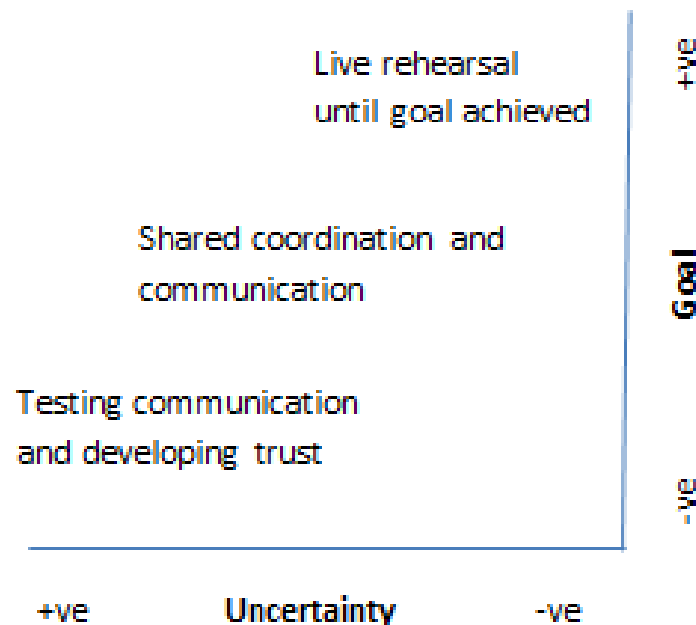 Live rehearsal
until goal achieved
+ve
Shared coordination and
communication
Goal
Testing communication
and developing trust
-ve
+ve Uncertainty -ve